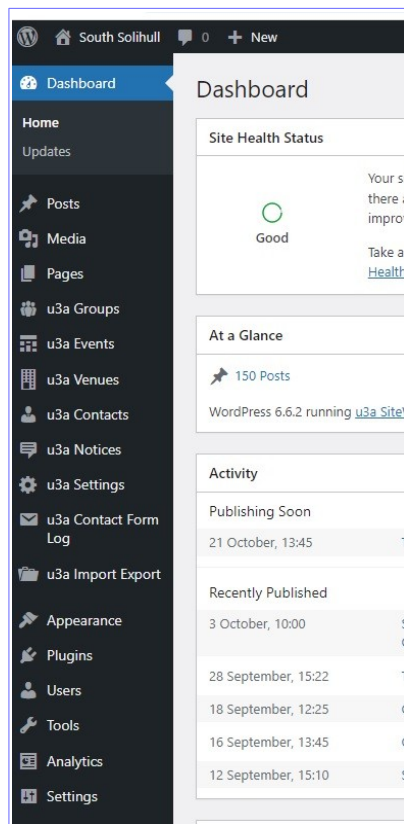 South Solihull 0 + New
Dashboard
Home
Updates
Posts
Media
Pages
u3a Groups
u3a Events
u3a Venues
u3a Contacts
u3a Notices
u3a Settings
u3a Contact Form
Log
u3a Import Export
Appearance
Plugins
Users
Tools
Analytics
Settings
Dashboard
Site Health Status
Good
Your
there
Take a
Health
At a Glance
150 Posts
WordPress 6.6.2 running u3a Site
Activity
Publishing Soon
21 October, 13:45
Recently Published
3 October, 10:00
28 September, 15:22
18 September, 12:25
16 September, 13:45
12 September, 15:10